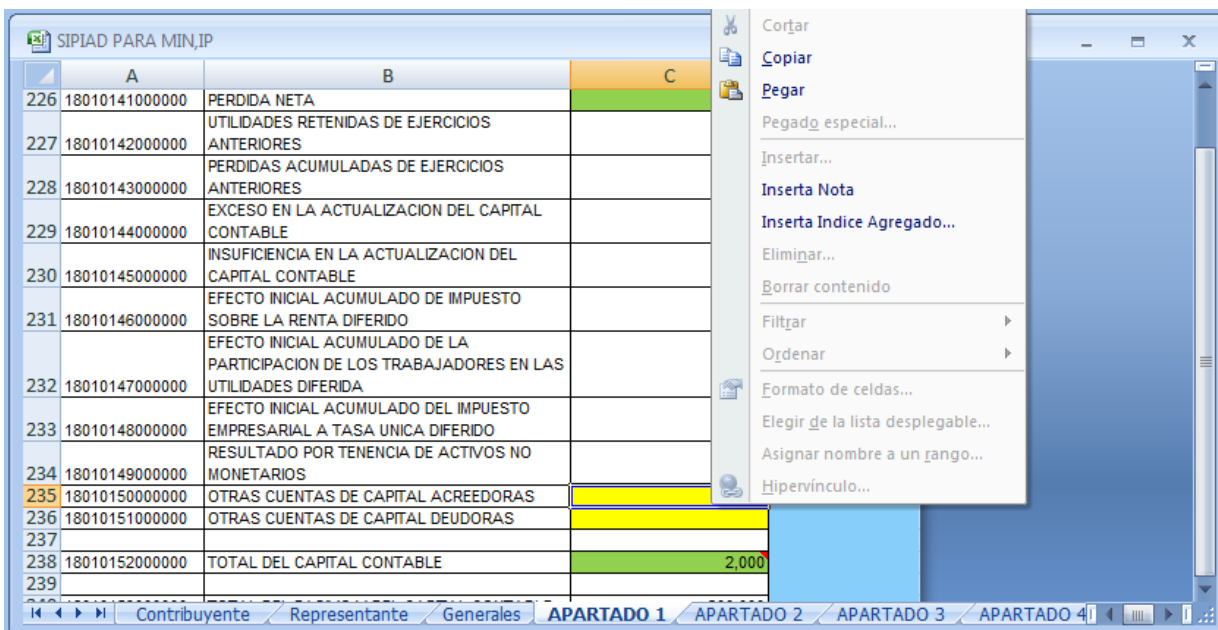 SIPIAD PARA MIN,IP
A B C
226 18010141000000 PERDIDA NETA
227 18010142000000 UTILIDADES RETENIDAS DE EJERCICIOS
ANTERIORES
228 18010143000000 PERDIDAS ACUMULADAS DE EJERCICIOS
ANTERIORES
229 18010144000000 EXCESO EN LA ACTUALIZACION DEL CAPITAL
CONTABLE
230 18010145000000 INSUFICIENCIA EN LA ACTUALIZACION DEL
CAPITAL CONTABLE
231 18010146000000 EFECTO INICIAL ACUMULADO DE IMPUESTO
SOBRE LA RENTA DIFERIDO
232 18010147000000 EFECTO INICIAL ACUMULADO DE LA
PARTICIPACION DE LOS TRABAJADORES EN LAS
UTILIDADES DIFERIDA
233 18010148000000 EFECTO INICIAL ACUMULADO DEL IMPUESTO
EMPRESARIAL A TASA UNICA DIFERIDO
234 18010149000000 RESULTADO POR TENENCIA DE ACTIVOS NO
MONETARIOS
235 18010150000000 OTRAS CUENTAS DE CAPITAL ACREEDORAS
236 18010151000000 OTRAS CUENTAS DE CAPITAL DEUDORAS
237
238 18010152000000 TOTAL DEL CAPITAL CONTABLE 2,000
239
Contribuyente Representante Generales APARTADO 1 APARTADO 2 APARTADO 3 APARTADO 4
Cortar
Copiar
Pegar
Pegado especial...
Insertar...
Inserta Nota
Inserta Indice Agregado...
Eliminar...
Borrar contenido
Filtrar
Ordenar
Formato de celdas...
Elegir de la lista desplegable...
Asignar nombre a un rango...
Hipervínculo...